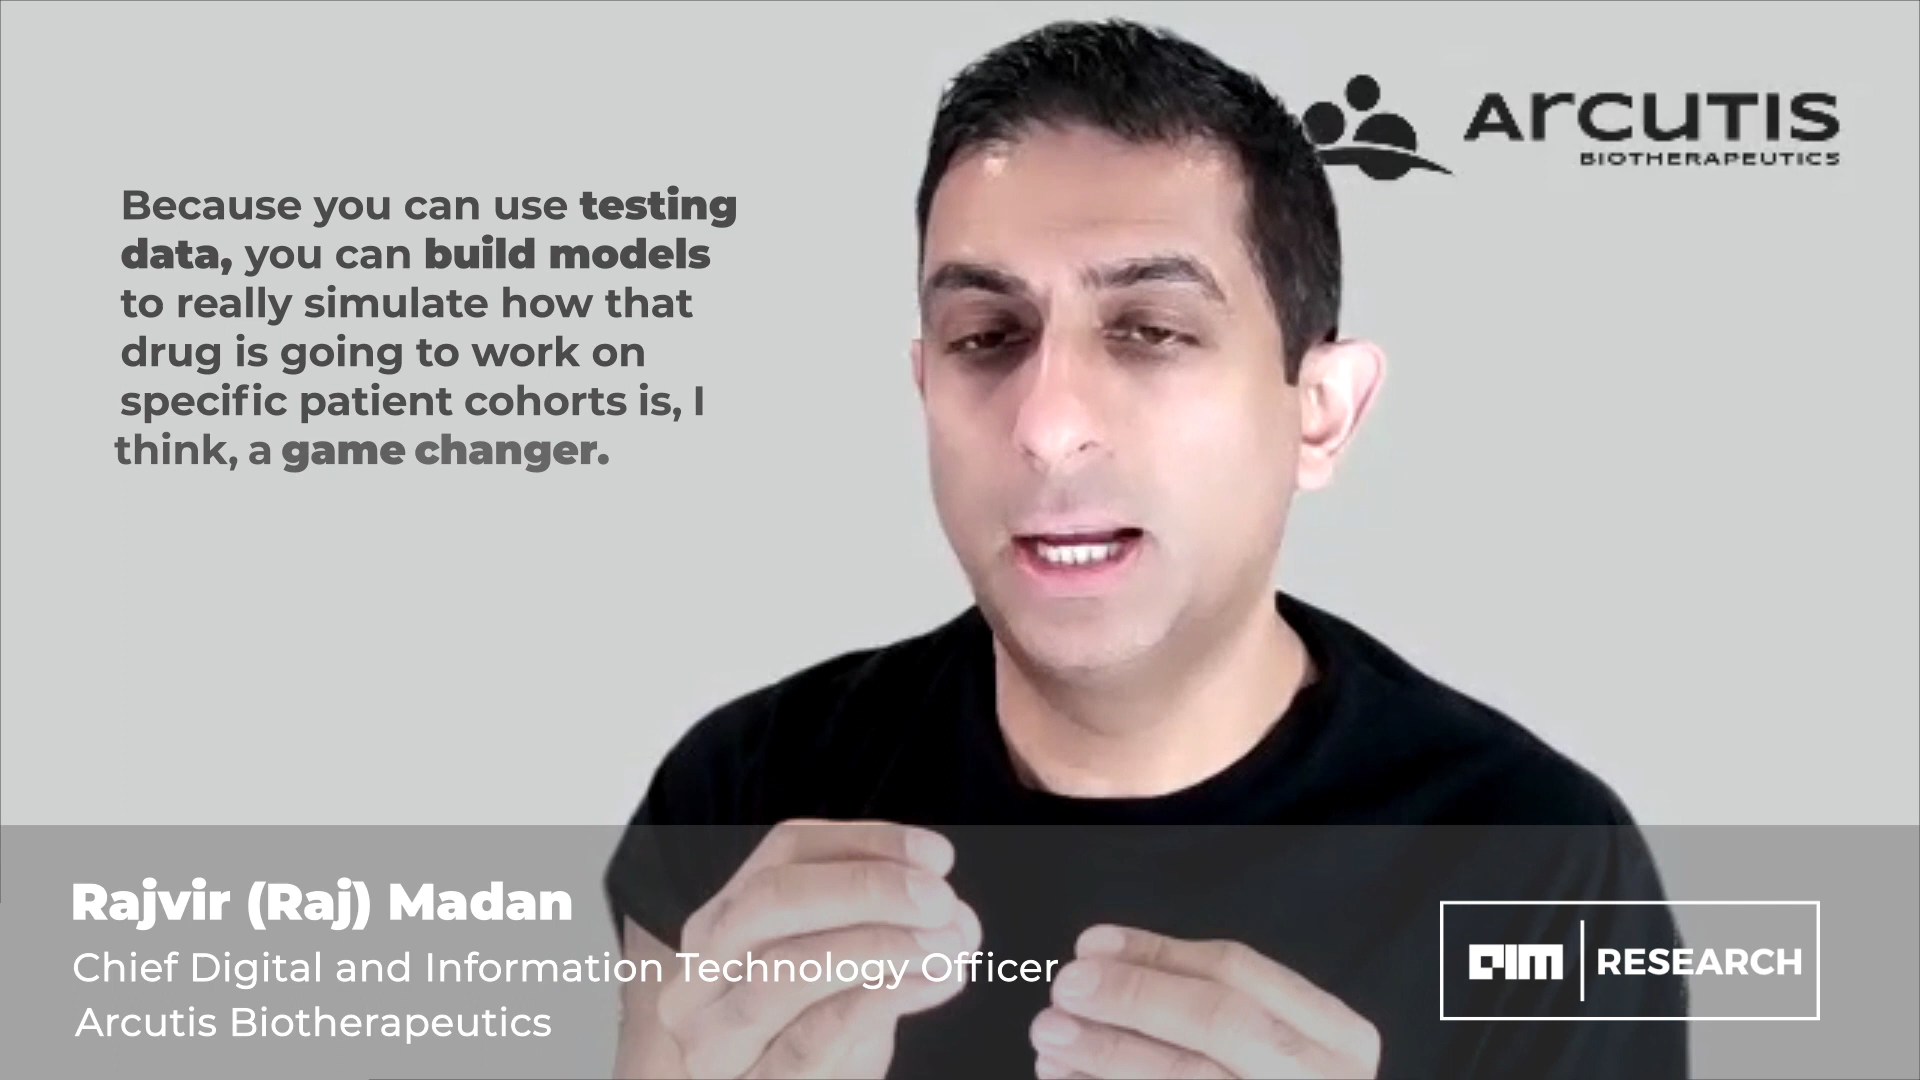 ARCUTIS
BIOTHERAPEUTICS
Because you can use testing
data, you can build models
to really simulate how that
drug is going to work on
specific patient cohorts is, I
think, a game changer.
Rajvir (Raj) Madan
Chief Digital and Information Technology Officer
Arcutis Biotherapeutics
AIM RESEARCH